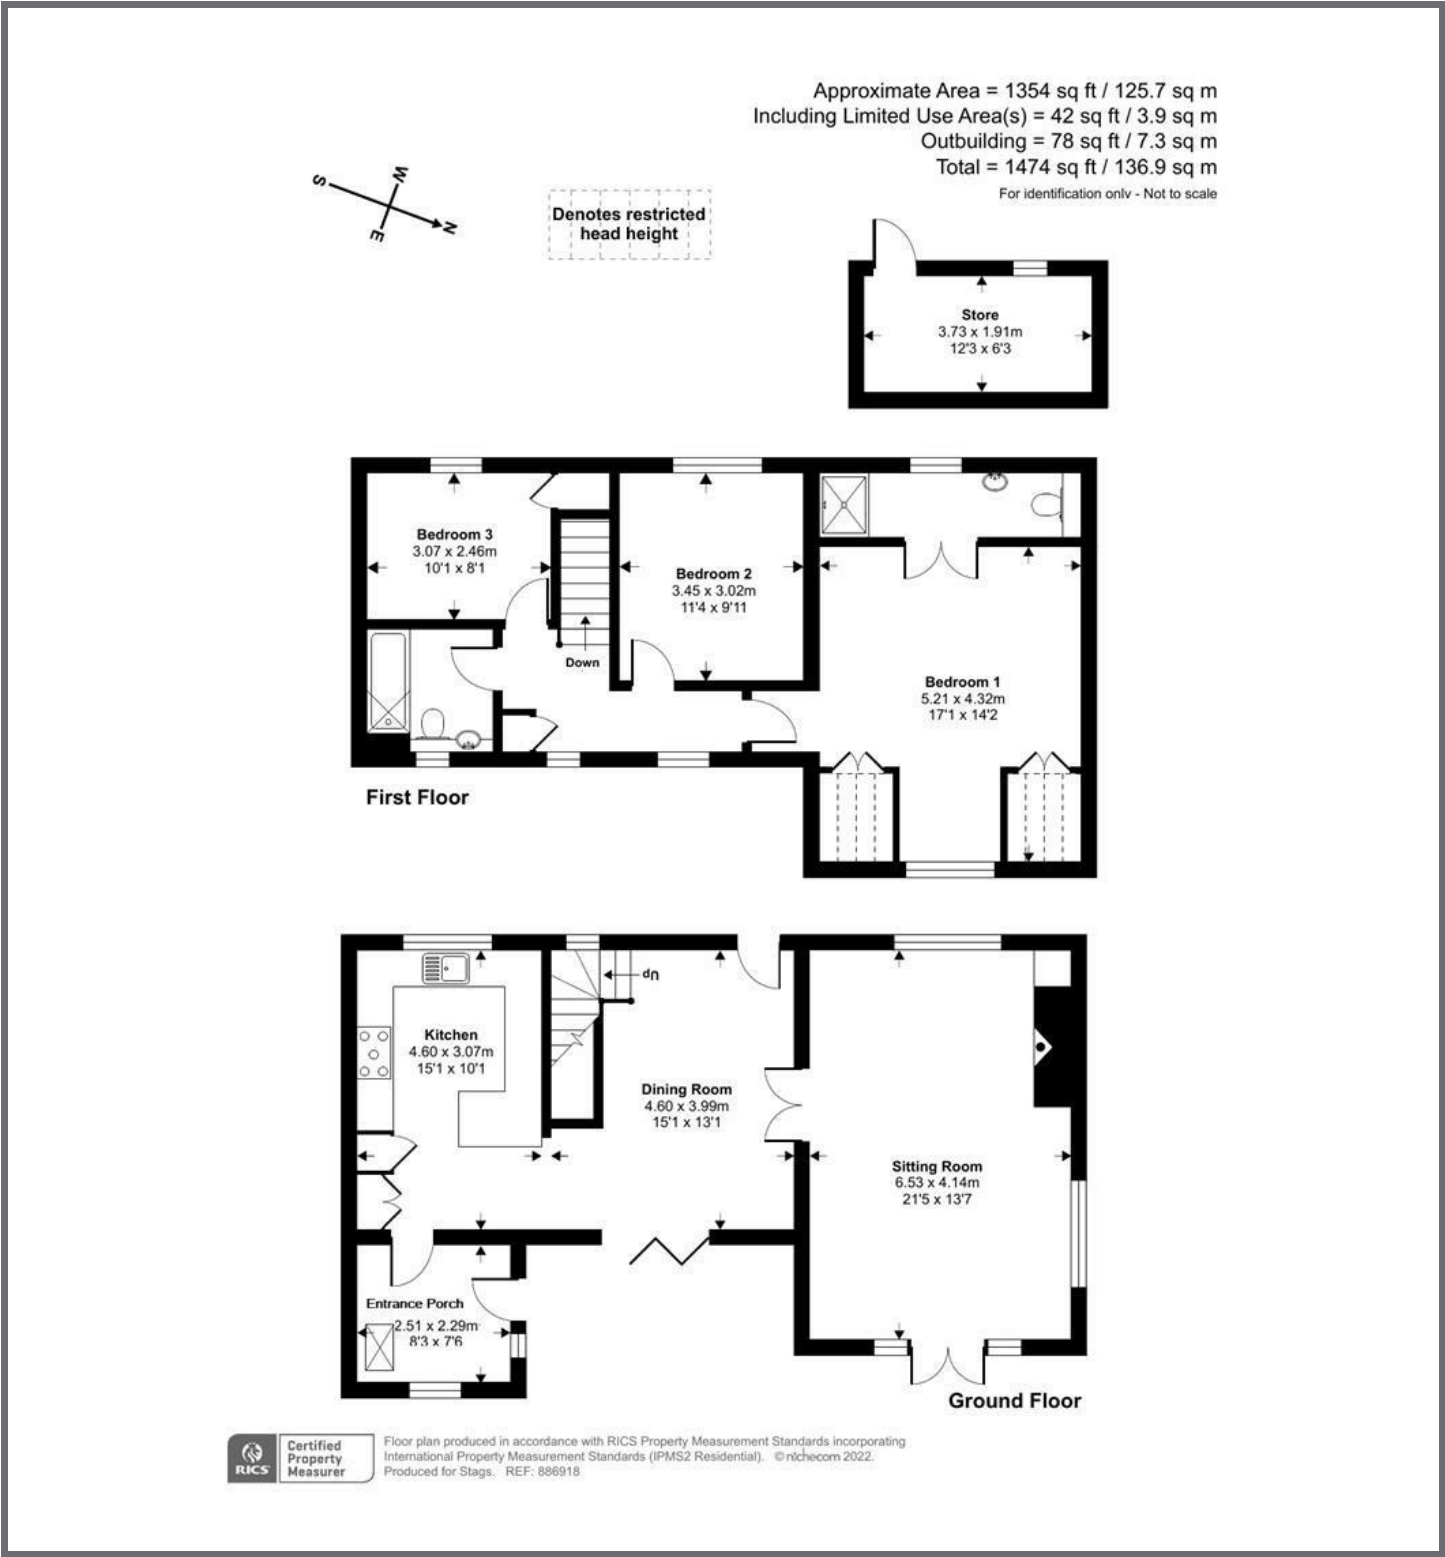 Approximate Area = 1354 sq ft / 125.7 sq m
Including Limited Use Area(s) = 42 sq ft / 3.9 sq m
Outbuilding = 78 sq ft / 7.3 sq m
Total = 1474 sq ft / 136.9 sq m
For identification only - Not to scale
S
W
N
E
Denotes restricted
head height
Store
3.73 x 1.91m
12'3 x 6'3
Bedroom 3
3.07 x 2.46m
10'1 x 8'1
Bedroom 2
3.45 x 3.02m
11'4 x 9'11
Down
Bedroom 1
5.21 x 4.32m
17'1 x 14'2
First Floor
Up
Kitchen
4.60 x 3.07m
15'1 x 10'1
Dining Room
4.60 x 3.99m
15'1 x 13'1
Sitting Room
6.53 x 4.14m
21'5 x 13'7
Entrance Porch
2.51 x 2.29m
8'3 x 7'6
Ground Floor
RICS
Certified
Property
Measurer
Floor plan produced in accordance with RICS Property Measurement Standards incorporating
International Property Measurement Standards (IPMS2 Residential). © nıchecom 2022.
Produced for Stags. REF: 886918